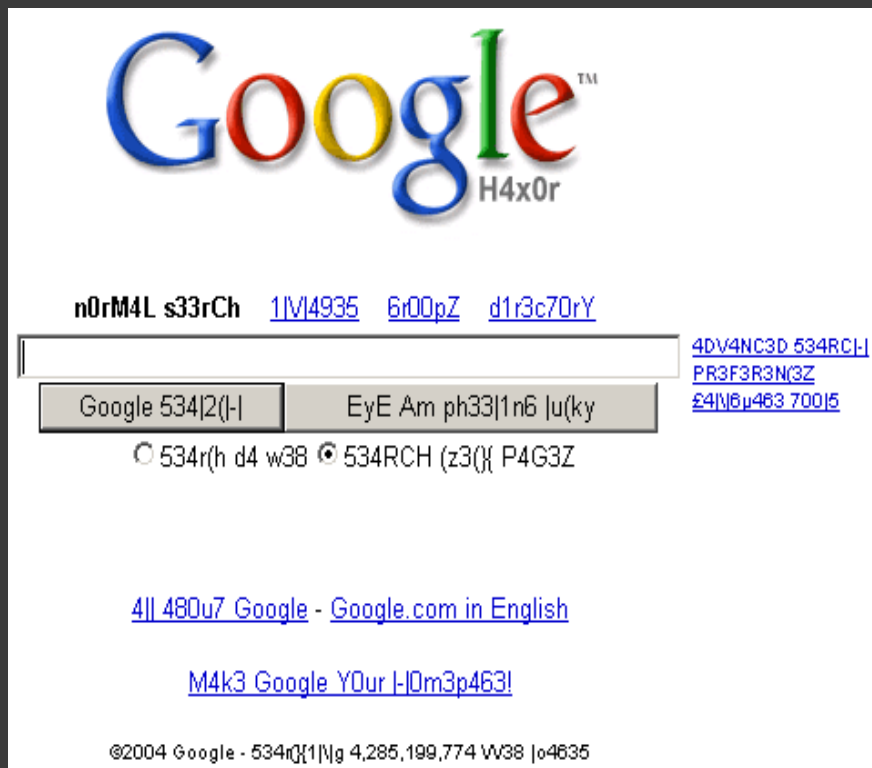 Google™
H4x0r
n0rM4L s33rCh 1|V|4935 6r00pZ d1r3c70rY
4DV4NC3D 534RC|-|
PR3F3R3N(3Z
£4|\|6µ463 700|5
Google 534|2(|-| EyE Am ph33|1n6 |u(ky
534r(h d4 w38 534RCH (z3(}{ P4G3Z
4|| 480u7 Google - Google.com in English
M4k3 Google Y0ur |-|0m3p463!
©2004 Google - 534r(}{1|\|g 4,285,199,774 W38 |o4635